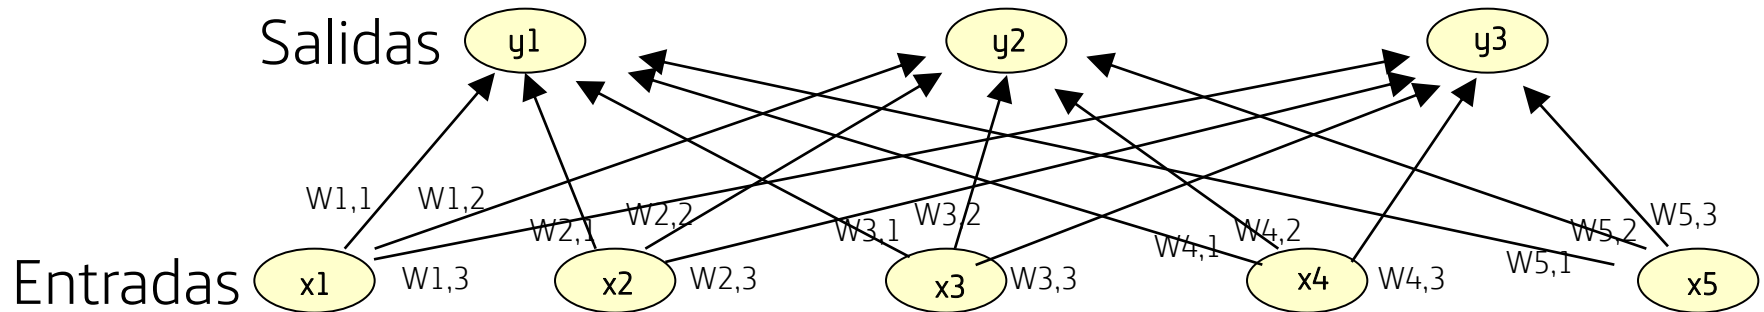 Salidas y1 y2 y3
W1,1 W1,2 W2,1 W2,2 W3,1 W3,2 W4,1 W4,2 W5,1 W5,2 W5,3
Entradas x1 W1,3 x2 W2,3 x3 W3,3 x4 W4,3 x5